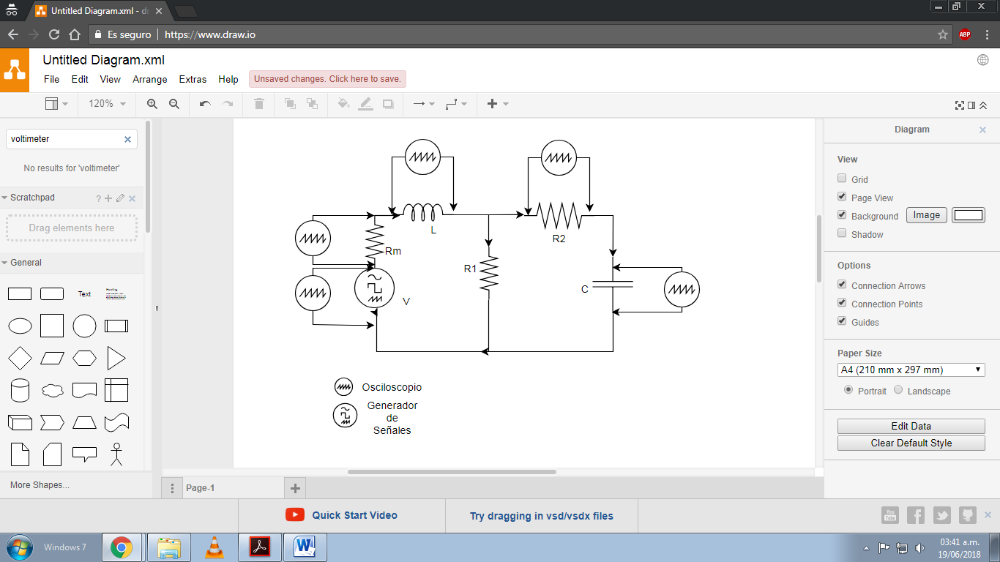 Untitled Diagram.xml - dr
Es seguro https://www.draw.io
ABP
Untitled Diagram.xml
File Edit View Arrange Extras Help Unsaved changes. Click here to save.
120%
voltimeter
No results for 'voltimeter'
Scratchpad ?
Drag elements here
General
Text
Heading
More Shapes...
L
R2
Rm
R1
C
V
Osciloscopio
Generador
de
Señales
Diagram
View
Grid
Page View
Background Image
Shadow
Options
Connection Arrows
Connection Points
Guides
Paper Size
A4 (210 mm x 297 mm)
Portrait Landscape
Edit Data
Clear Default Style
Page-1
Quick Start Video
Try dragging in vsd/vsdx files
You
Tube
Windows 7
03:41 a.m.
19/06/2018